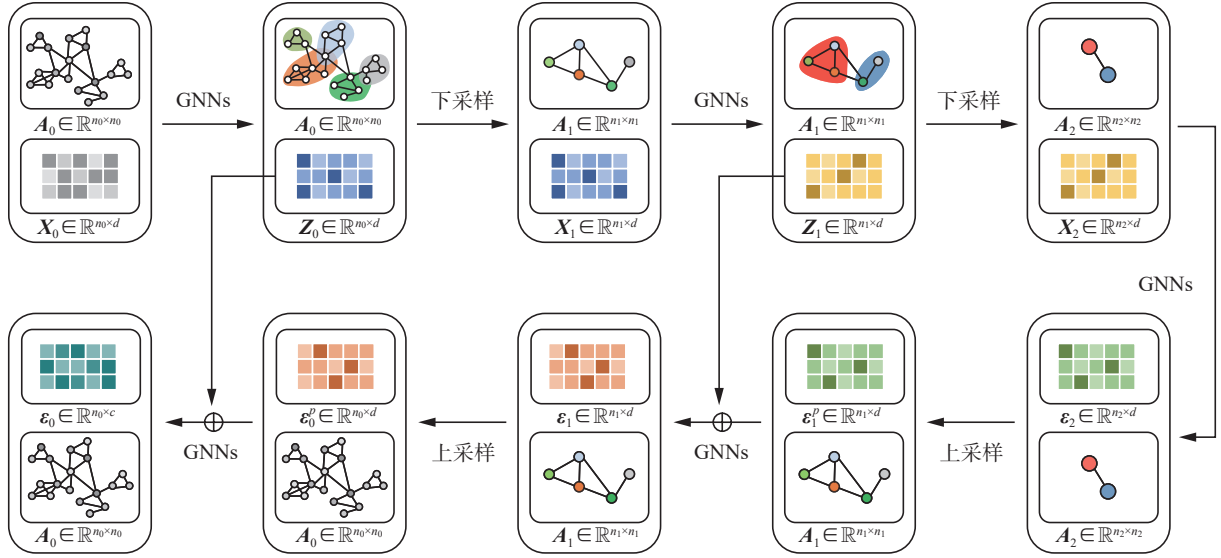 GNNs
下采样
GNNs
下采样
A₀ ∈ ℝ^{n₀×n₀}
A₀ ∈ ℝ^{n₀×n₀}
A₁ ∈ ℝ^{n₁×n₁}
A₁ ∈ ℝ^{n₁×n₁}
A₂ ∈ ℝ^{n₂×n₂}
X₀ ∈ ℝ^{n₀×d}
Z₀ ∈ ℝ^{n₀×d}
X₁ ∈ ℝ^{n₁×d}
Z₁ ∈ ℝ^{n₁×d}
X₂ ∈ ℝ^{n₂×d}
GNNs
ε₀ ∈ ℝ^{n₀×c}
ε₀^p ∈ ℝ^{n₀×d}
ε₁ ∈ ℝ^{n₁×d}
ε₁^p ∈ ℝ^{n₁×d}
ε₂ ∈ ℝ^{n₂×d}
GNNs
上采样
GNNs
上采样
A₀ ∈ ℝ^{n₀×n₀}
A₀ ∈ ℝ^{n₀×n₀}
A₁ ∈ ℝ^{n₁×n₁}
A₁ ∈ ℝ^{n₁×n₁}
A₂ ∈ ℝ^{n₂×n₂}